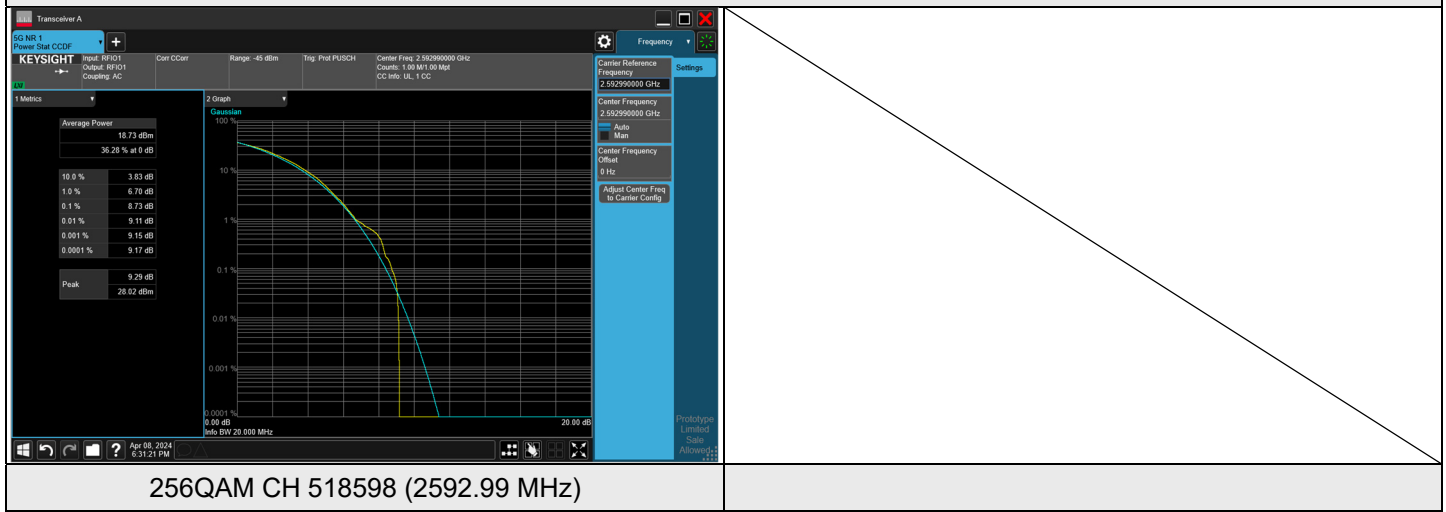 Transceiver A
5G NR 1
Power Stat CCDF
+
Frequency
KEYSIGHT
LW
Input: RFIO1
Output: RFIO1
Coupling: AC
Corr CCorr
Range: -45 dBm
Trig: Prot PUSCH
Center Freq: 2.592990000 GHz
Counts: 1.00 M/1.00 Mpt
CC Info: UL, 1 CC
Carrier Reference
Frequency
2.592990000 GHz
Settings
Center Frequency
2.592990000 GHz
Auto
Man
Center Frequency
Offset
0 Hz
Adjust Center Freq
to Carrier Config
1 Metrics
Average Power
18.73 dBm
36.28 % at 0 dB
10.0 % 3.83 dB
1.0 % 6.70 dB
0.1 % 8.73 dB
0.01 % 9.11 dB
0.001 % 9.15 dB
0.0001 % 9.17 dB
Peak
9.29 dB
28.02 dBm
2 Graph
Gaussian
100 %
10 %
1 %
0.1 %
0.01 %
0.001 %
0.0001 %
0.00 dB 20.00 dB
Info BW 20.000 MHz
?
Apr 08, 2024
6:31:21 PM
Prototype
Limited
Sale
Allowed
256QAM CH 518598 (2592.99 MHz)